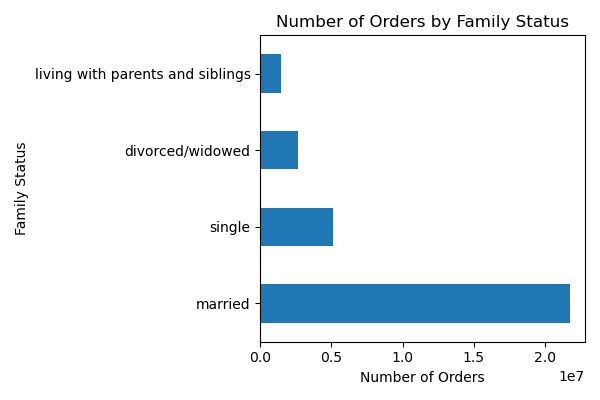 Number of Orders by Family Status
living with parents and siblings
divorced/widowed
single
married
Family Status
0.0 0.5 1.0 1.5 2.0
1e7
Number of Orders